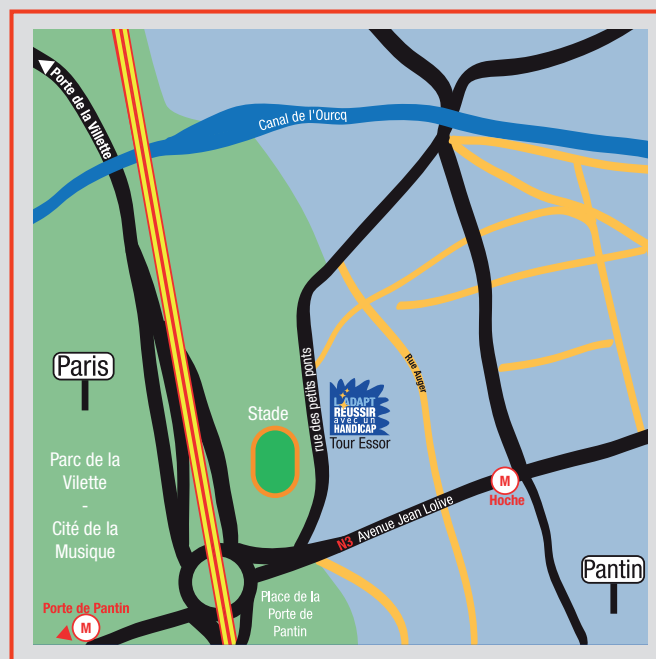 Porte de la Villette
Canal de l'Ourcq
Paris
rue des petits ponts
Rue Auger
L'ADAPT
RÉUSSIR
avec un
HANDICAP
Tour Essor
Stade
Parc de la
Vilette
-
Cité de la
Musique
M
Hoche
N3 Avenue Jean Lolive
Pantin
Place de la
Porte de
Pantin
Porte de Pantin
M